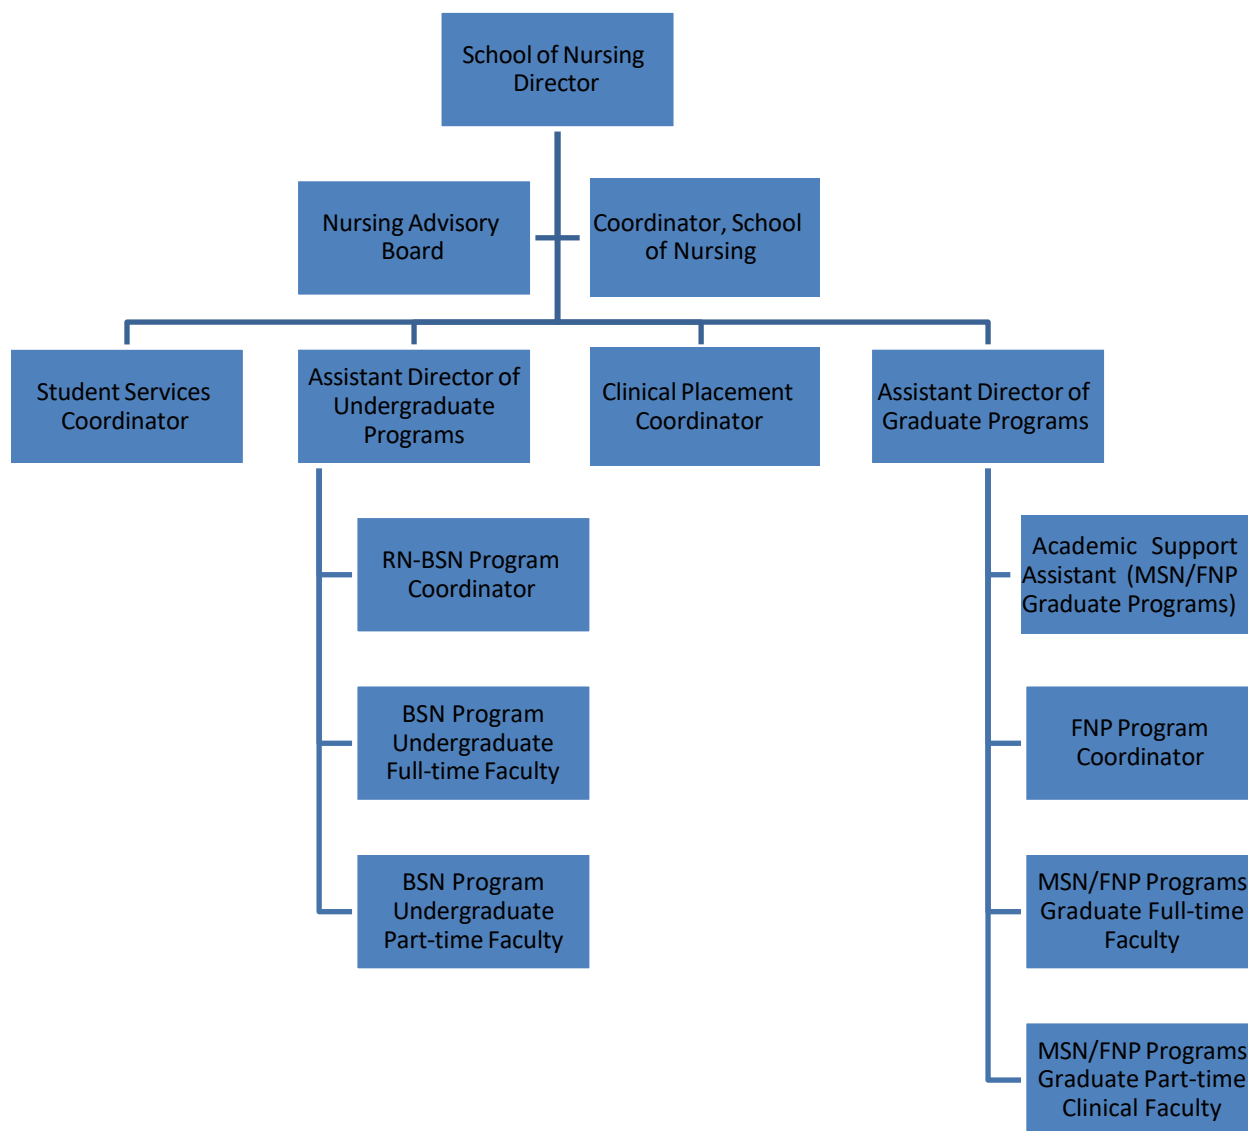 School of Nursing
Director
Nursing Advisory
Board
Coordinator, School
of Nursing
Student Services
Coordinator
Assistant Director of
Undergraduate
Programs
Clinical Placement
Coordinator
Assistant Director of
Graduate Programs
RN-BSN Program
Coordinator
BSN Program
Undergraduate
Full-time Faculty
BSN Program
Undergraduate
Part-time Faculty
Academic Support
Assistant (MSN/FNP
Graduate Programs)
FNP Program
Coordinator
MSN/FNP Programs
Graduate Full-time
Faculty
MSN/FNP Programs
Graduate Part-time
Clinical Faculty